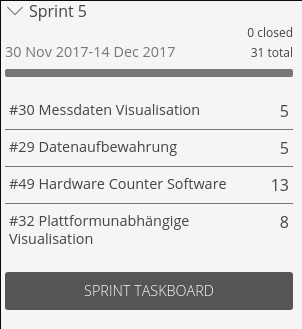 Sprint 5
0 closed
30 Nov 2017-14 Dec 2017
31 total
#30 Messdaten Visualisation 5
#29 Datenaufbewahrung 5
#49 Hardware Counter Software 13
#32 Plattformunabhängige 8
Visualisation
SPRINT TASKBOARD